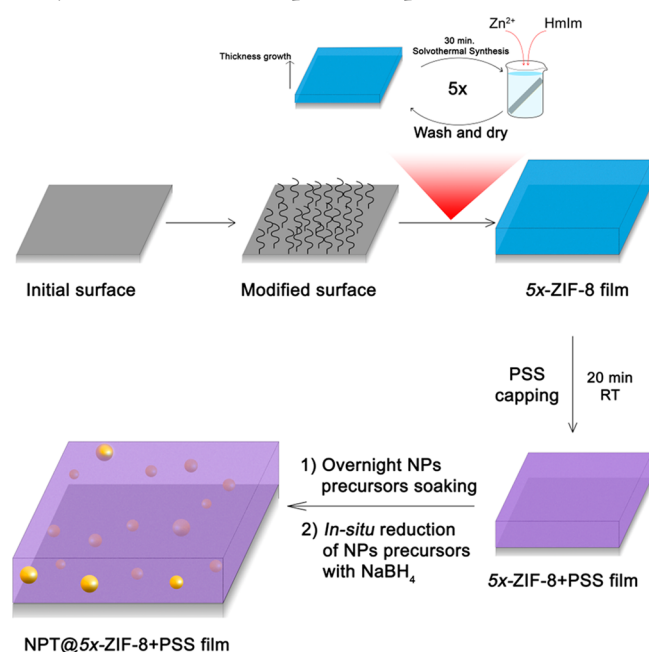 Zn²⁺ HmIm
30 min.
Solvothermal Synthesis
Thickness growth
5x
Wash and dry
Initial surface
Modified surface
5x-ZIF-8 film
PSS
capping
20 min
RT
1) Overnight NPs
precursors soaking
2) In-situ reduction
of NPs precursors
with NaBH₄
5x-ZIF-8+PSS film
NPT@5x-ZIF-8+PSS film